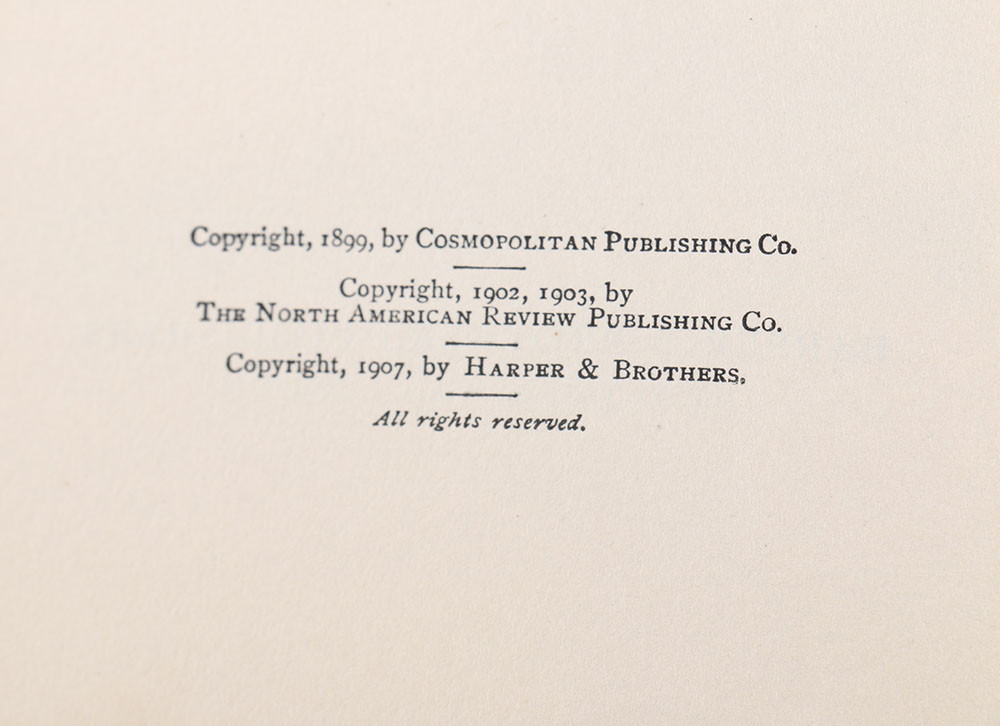 Copyright, 1899, by COSMOPOLITAN PUBLISHING CO.
Copyright, 1902, 1903, by
THE NORTH AMERICAN REVIEW PUBLISHING CO.
Copyright, 1907, by HARPER & BROTHERS.
All rights reserved.